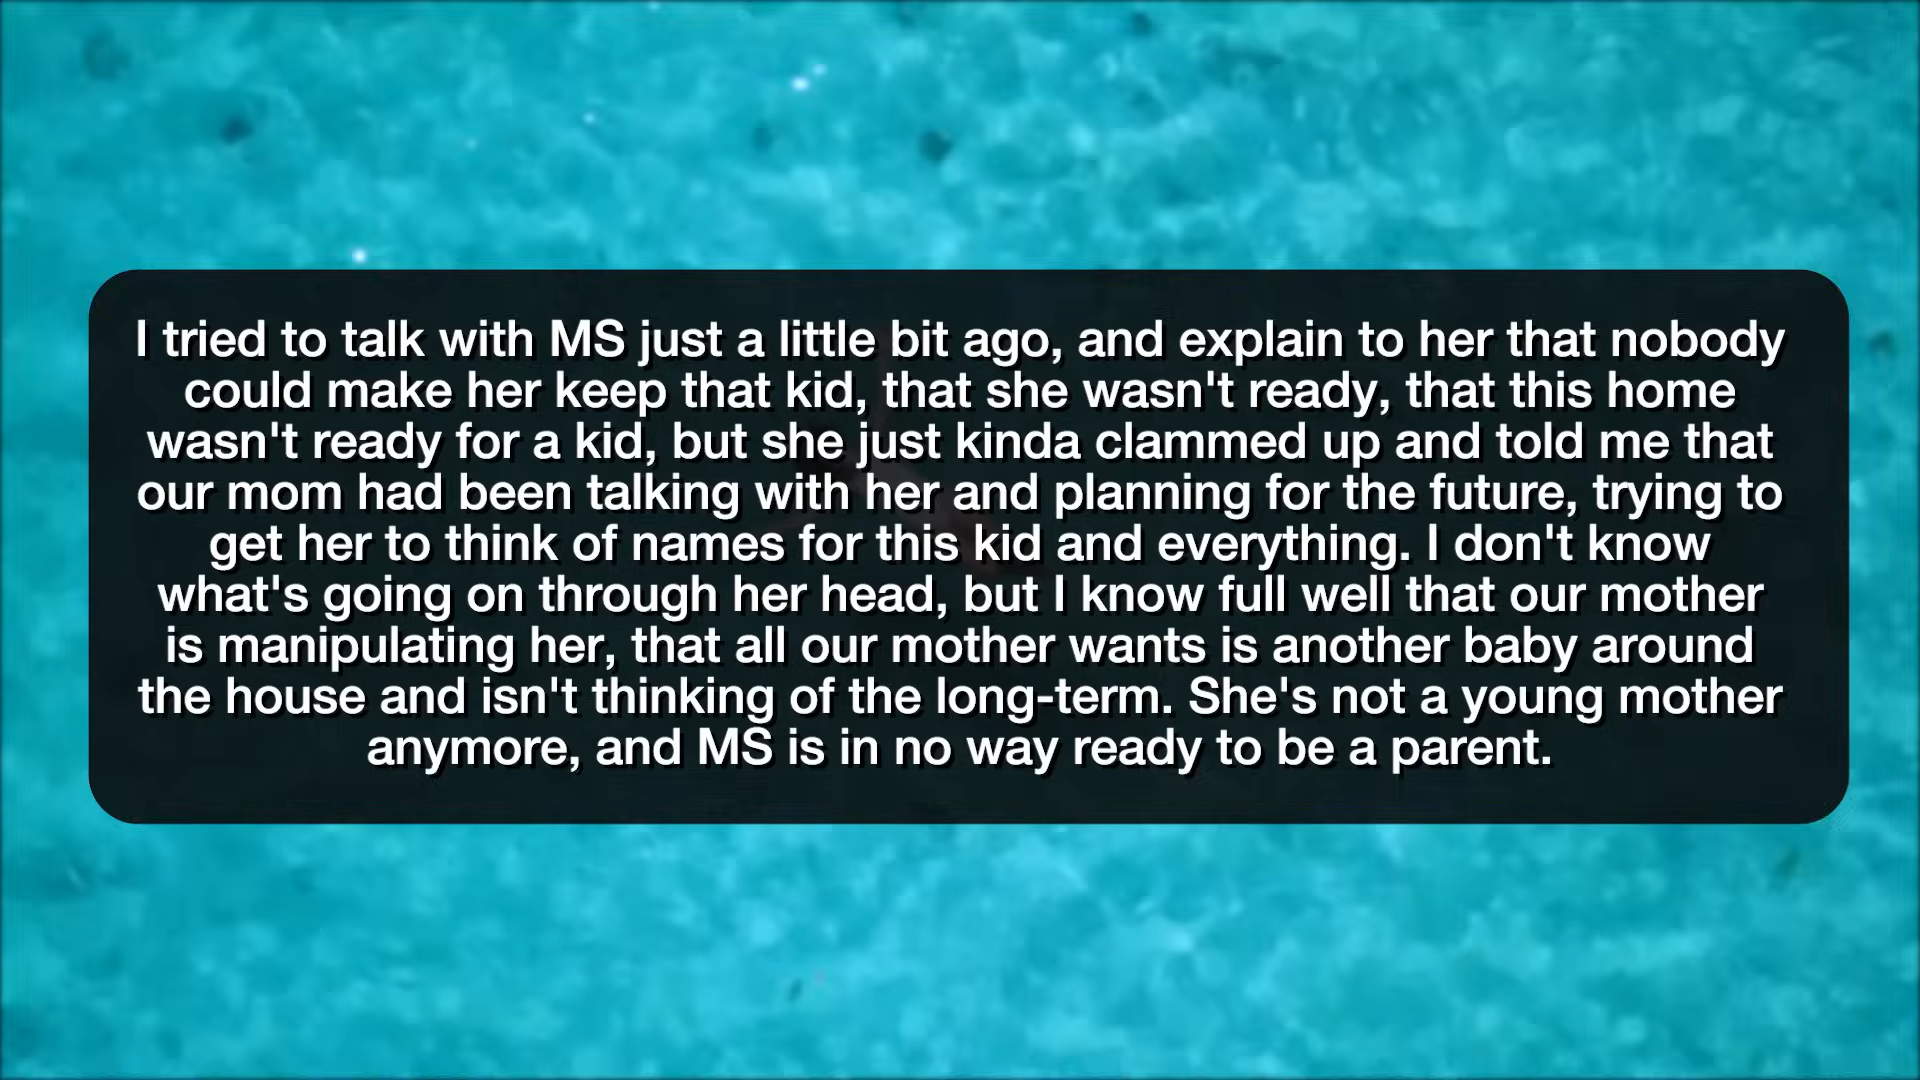 I tried to talk with MS just a little bit ago, and explain to her that nobody
could make her keep that kid, that she wasn't ready, that this home
wasn't ready for a kid, but she just kinda clammed up and told me that
our mom had been talking with her and planning for the future, trying to
get her to think of names for this kid and everything. I don't know
what's going on through her head, but I know full well that our mother
is manipulating her, that all our mother wants is another baby around
the house and isn't thinking of the long-term. She's not a young mother
anymore, and MS is in no way ready to be a parent.